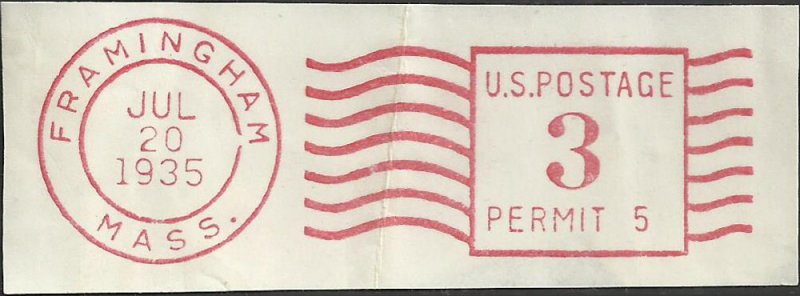 FRAMINGHAM
JUL
20
1935
MASS.
U.S.POSTAGE
3
PERMIT 5